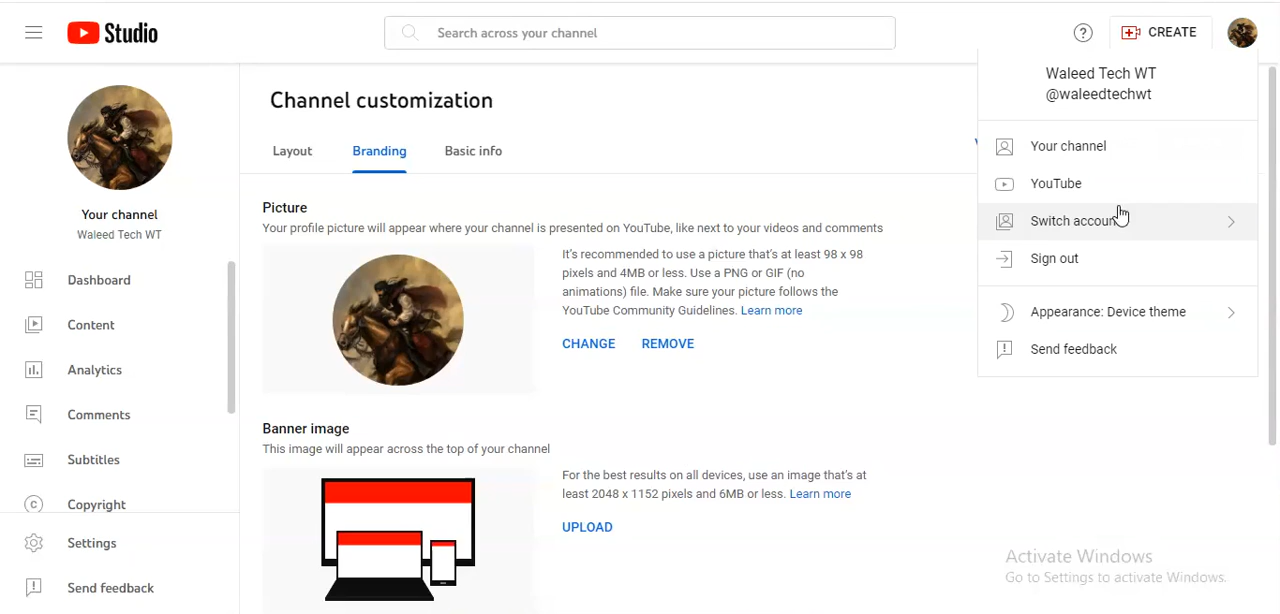 Studio
Search across your channel
?
CREATE
Waleed Tech WT
@waleedtechwt
Your channel
YouTube
Switch account
Sign out
Appearance: Device theme
Send feedback
Your channel
Waleed Tech WT
Dashboard
Content
Analytics
Comments
Subtitles
Copyright
Settings
Send feedback
Channel customization
Layout Branding Basic info
Picture
Your profile picture will appear where your channel is presented on YouTube, like next to your videos and comments
It’s recommended to use a picture that’s at least 98 x 98
pixels and 4MB or less. Use a PNG or GIF (no
animations) file. Make sure your picture follows the
YouTube Community Guidelines. Learn more
CHANGE REMOVE
Banner image
This image will appear across the top of your channel
For the best results on all devices, use an image that’s at
least 2048 x 1152 pixels and 6MB or less. Learn more
UPLOAD
Activate Windows
Go to Settings to activate Windows.